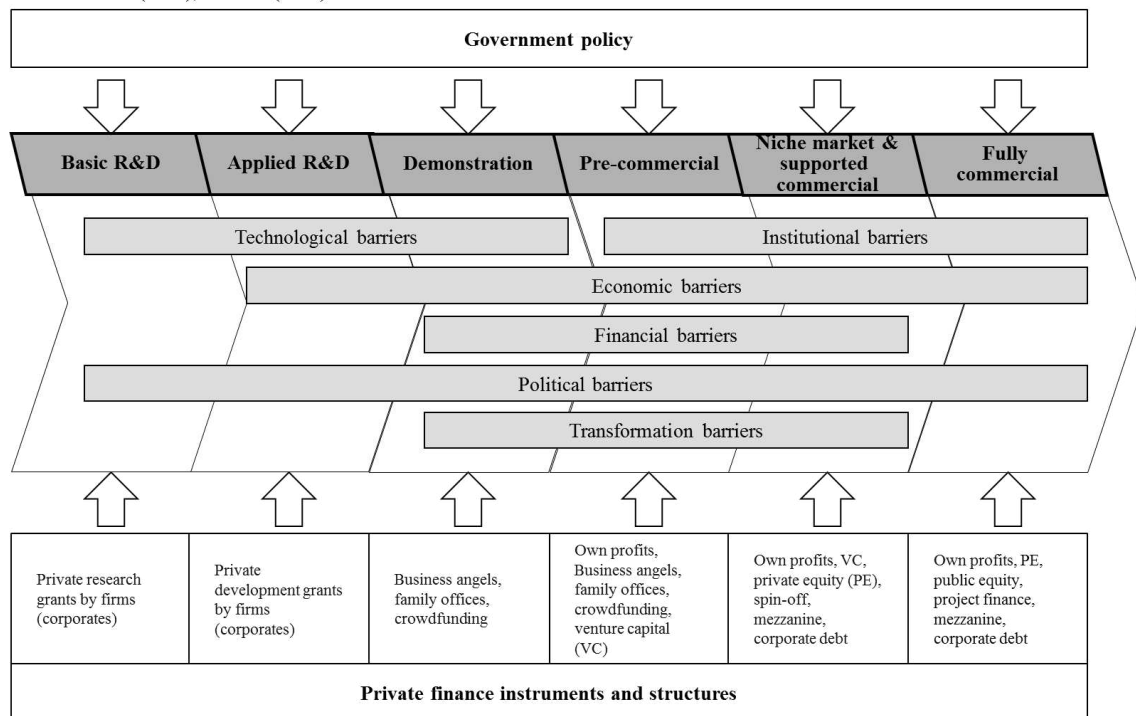 Government policy
Basic R&D
Applied R&D
Demonstration
Pre-commercial
Niche market &
supported
commercial
Fully
commercial
Technological barriers
Institutional barriers
Economic barriers
Financial barriers
Political barriers
Transformation barriers
Private research
grants by firms
(corporates)
Private
development grants
by firms
(corporates)
Business angels,
family offices,
crowdfunding
Own profits,
Business angels,
family offices,
crowdfunding,
venture capital
(VC)
Own profits, VC,
private equity (PE),
spin-off,
mezzanine,
corporate debt
Own profits, PE,
public equity,
project finance,
mezzanine,
corporate debt
Private finance instruments and structures